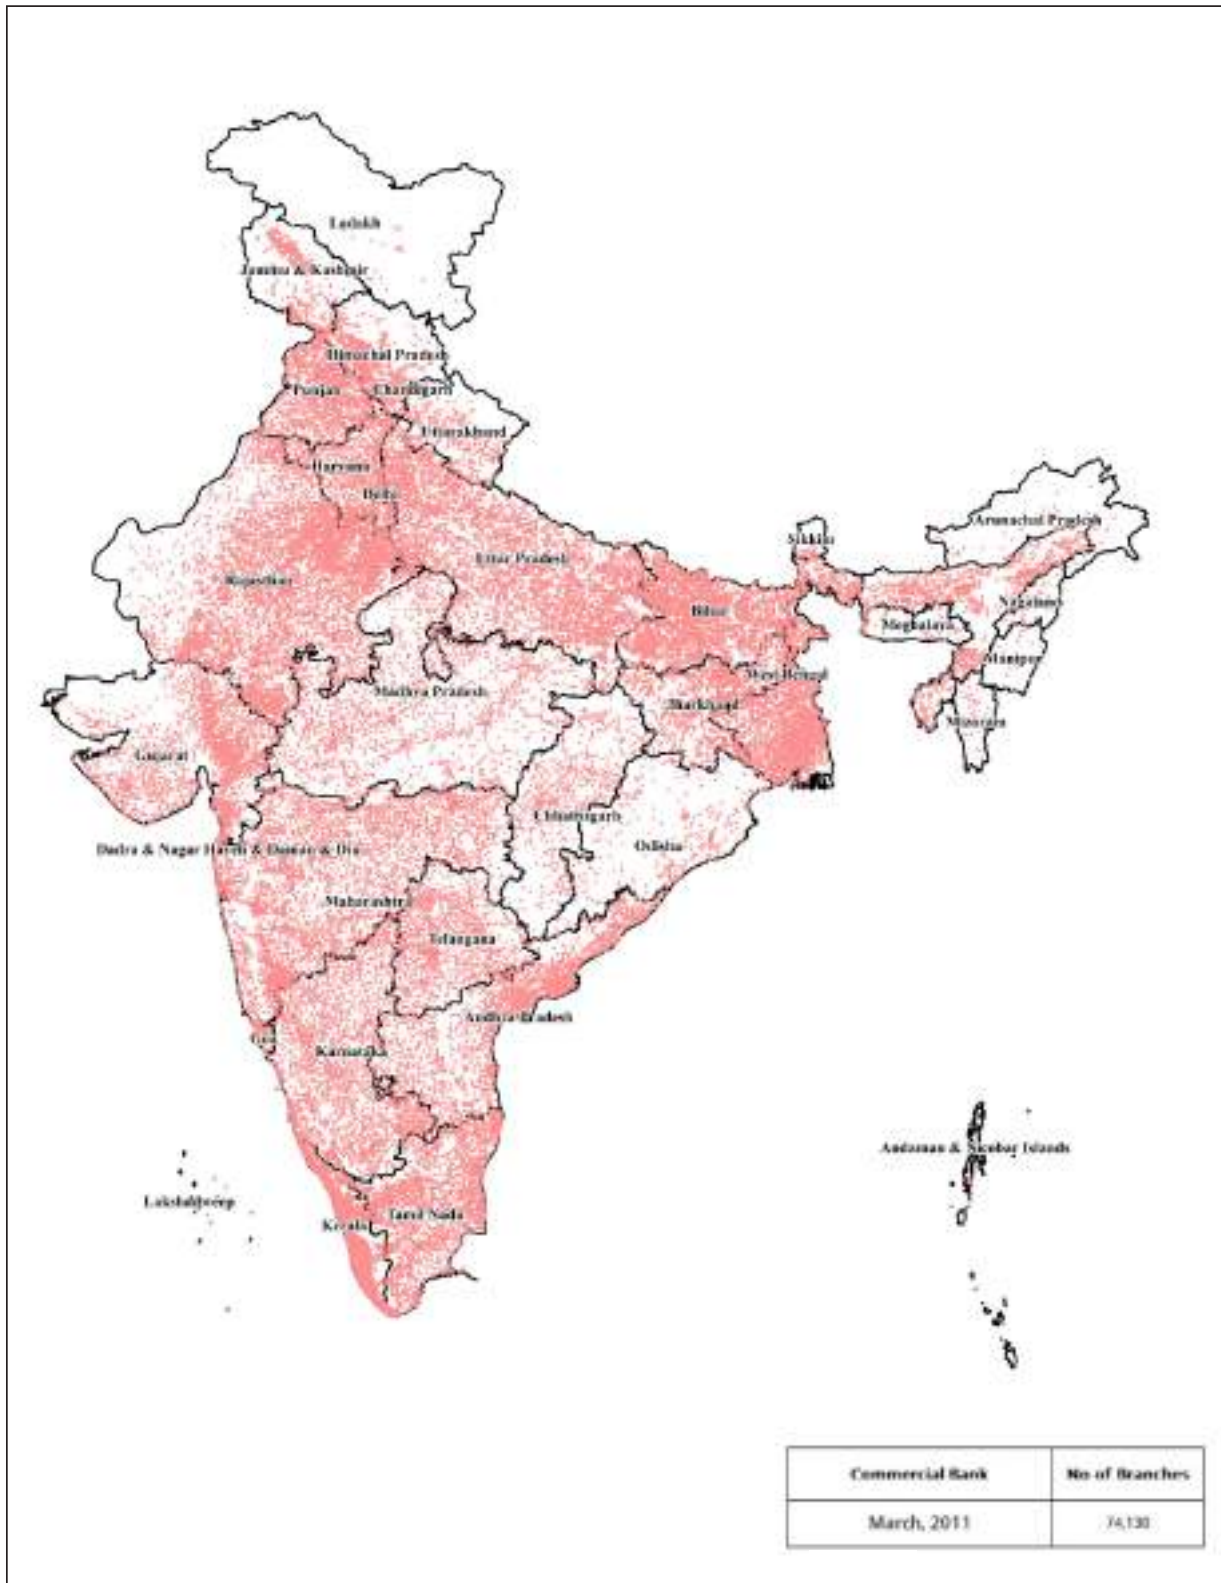 Ladakh
Jammu & Kashmir
Himachal Pradesh
Punjab
Chandigarh
Uttarakhand
Haryana
Delhi
Arunachal Pradesh
Sikkim
Uttar Pradesh
Rajasthan
Bihar
Nagaland
Meghalaya
Manipur
West Bengal
Madhya Pradesh
Jharkhand
Mizoram
Gujarat
Chhattisgarh
Odisha
Dadra & Nagar Haveli & Daman & Diu
Maharashtra
Telangana
Andhra Pradesh
Goa
Karnataka
Andaman & Nicobar Islands
Lakshadweep
Kerala
Tamil Nadu
Commercial Bank No of Branches
March, 2011 74,130